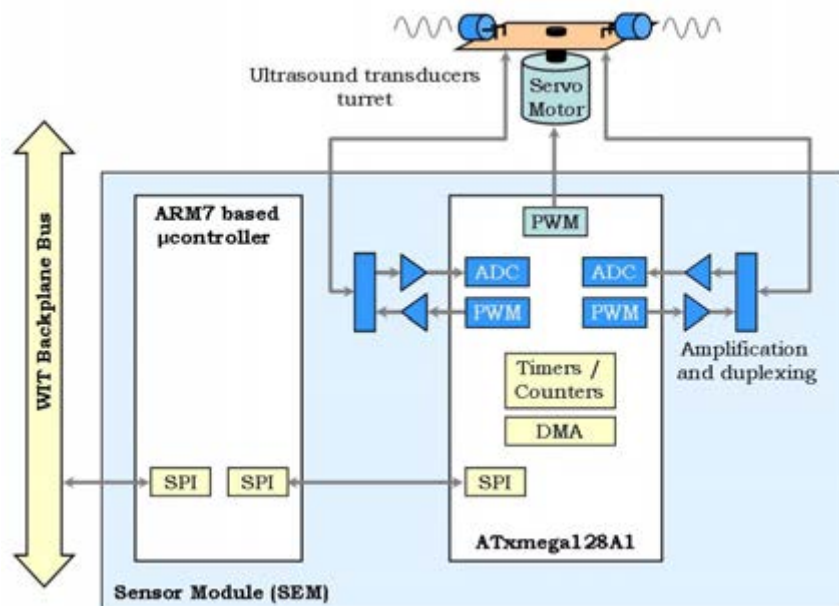 Ultrasound transducers
turret
Servo
Motor
WIT Backplane Bus
ARM7 based
µcontroller
PWM
ADC
PWM
ADC
PWM
Amplification
and duplexing
Timers /
Counters
DMA
SPI
SPI
SPI
ATxmega128A1
Sensor Module (SEM)